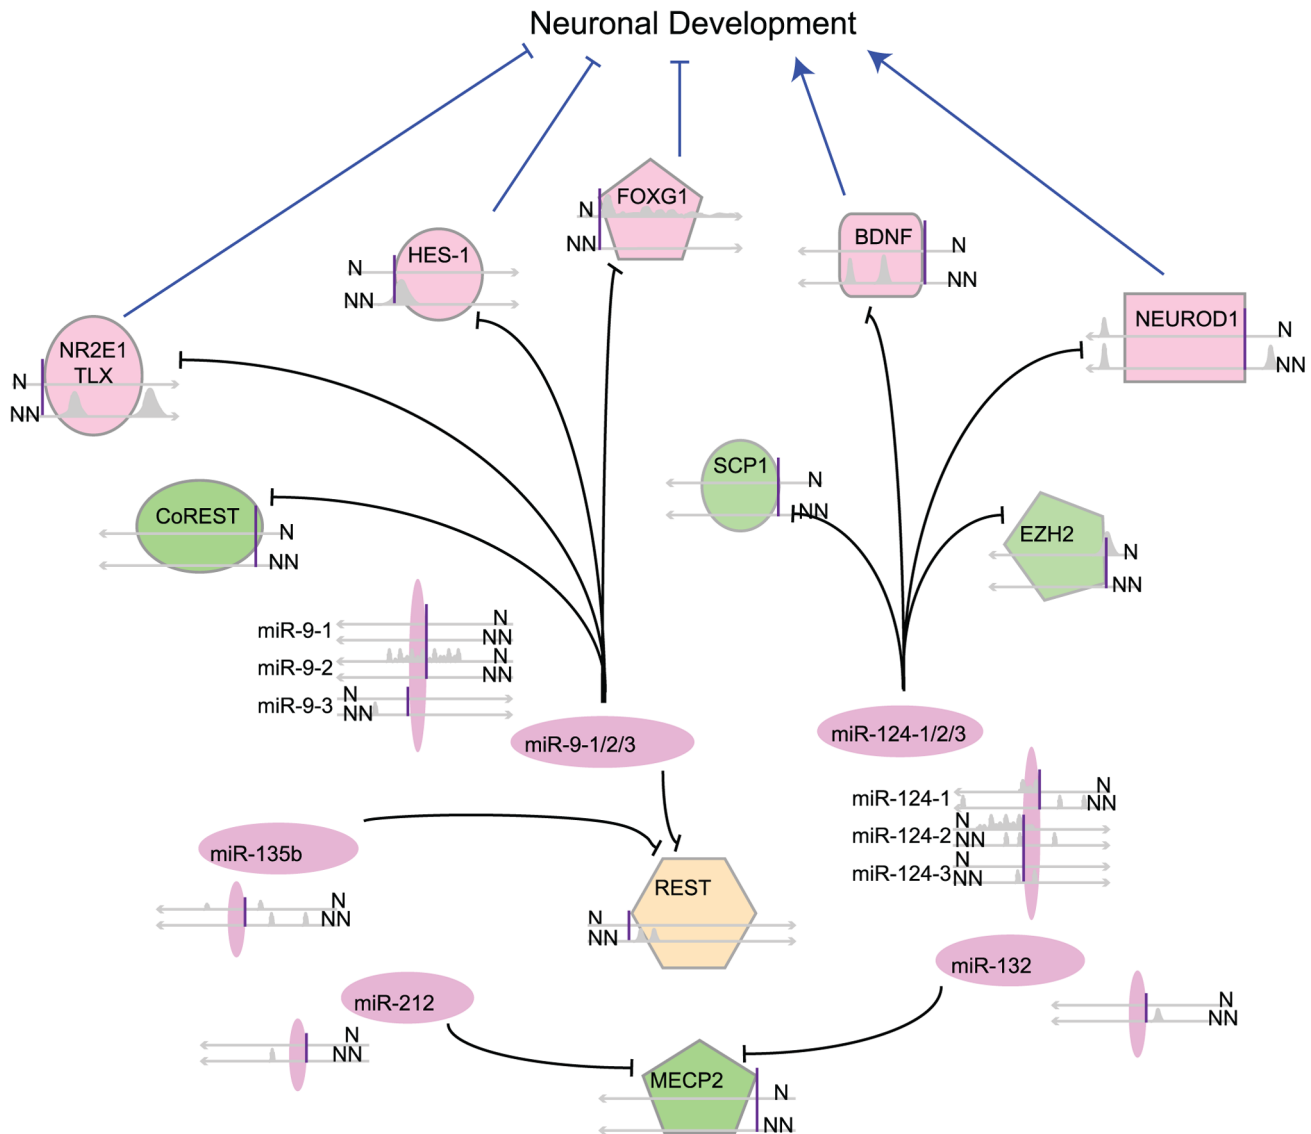 Neuronal Development
FOXG1
N
NN
BDNF
N
NN
HES-1
N
NN
NEUROD1
N
NN
NR2E1
TLX
N
NN
SCP1
N
NN
CoREST
N
NN
EZH2
N
NN
miR-9-1
N
NN
miR-9-2
N
NN
miR-9-3
N
NN
miR-9-1/2/3
miR-124-1/2/3
miR-124-1
N
NN
miR-124-2
N
NN
miR-124-3
N
NN
miR-135b
N
NN
REST
N
NN
miR-132
N
NN
miR-212
N
NN
MECP2
N
NN